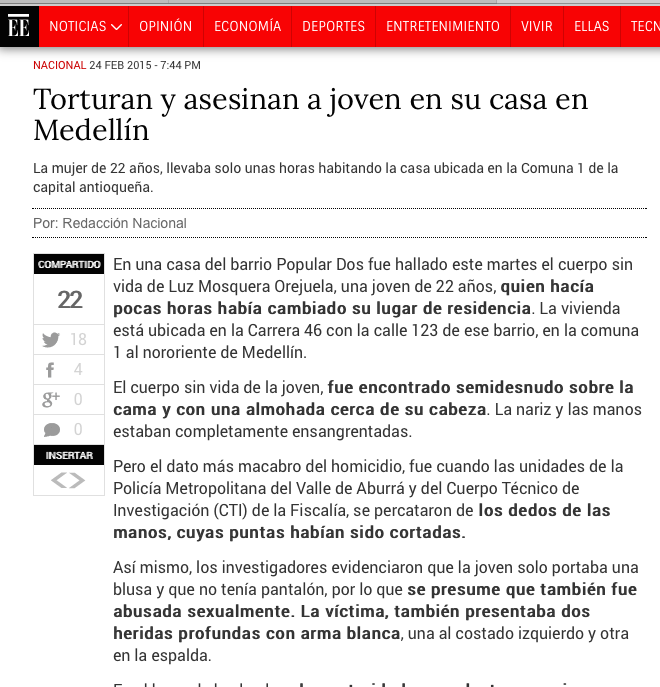 EE
NOTICIAS OPINIÓN ECONOMÍA DEPORTES ENTRETENIMIENTO VIVIR ELLAS TECN
NACIONAL 24 FEB 2015 - 7:44 PM
Torturan y asesinan a joven en su casa en
Medellín
La mujer de 22 años, llevaba solo unas horas habitando la casa ubicada en la Comuna 1 de la
capital antioqueña.
Por: Redacción Nacional
COMPARTIDO
22
18
4
0
0
INSERTAR
En una casa del barrio Popular Dos fue hallado este martes el cuerpo sin
vida de Luz Mosquera Orejuela, una joven de 22 años, quien hacía
pocas horas había cambiado su lugar de residencia. La vivienda
está ubicada en la Carrera 46 con la calle 123 de ese barrio, en la comuna
1 al nororiente de Medellín.
El cuerpo sin vida de la joven, fue encontrado semidesnudo sobre la
cama y con una almohada cerca de su cabeza. La nariz y las manos
estaban completamente ensangrentadas.
Pero el dato más macabro del homicidio, fue cuando las unidades de la
Policía Metropolitana del Valle de Aburrá y del Cuerpo Técnico de
Investigación (CTI) de la Fiscalía, se percataron de los dedos de las
manos, cuyas puntas habían sido cortadas.
Así mismo, los investigadores evidenciaron que la joven solo portaba una
blusa y que no tenía pantalón, por lo que se presume que también fue
abusada sexualmente. La víctima, también presentaba dos
heridas profundas con arma blanca, una al costado izquierdo y otra
en la espalda.